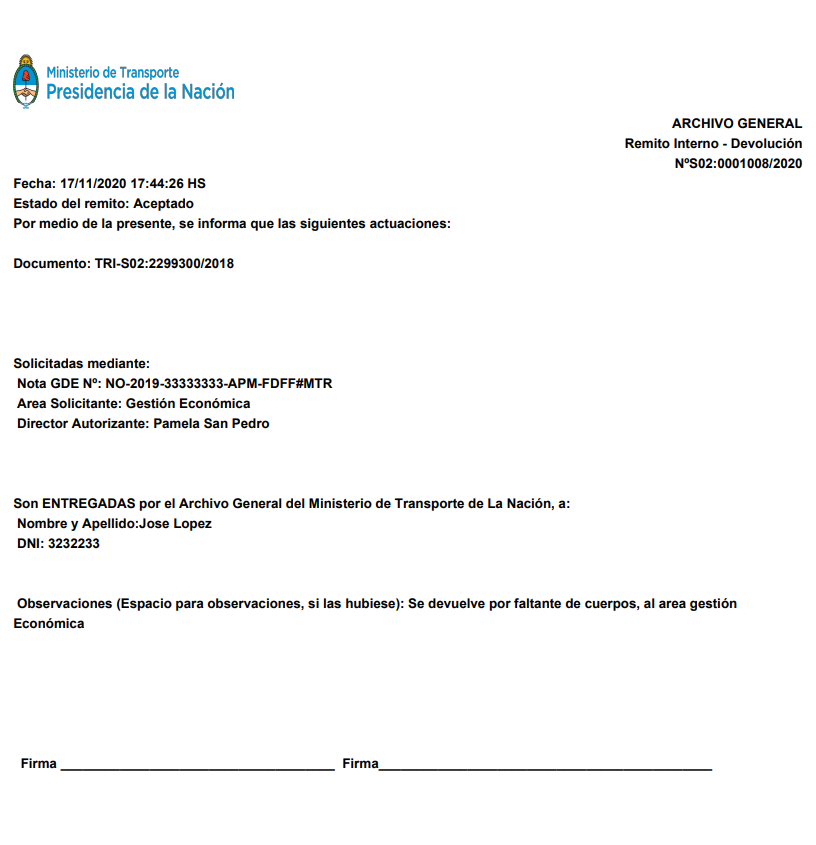 Ministerio de Transporte
Presidencia de la Nación
ARCHIVO GENERAL
Remito Interno - Devolución
NºS02:0001008/2020
Fecha: 17/11/2020 17:44:26 HS
Estado del remito: Aceptado
Por medio de la presente, se informa que las siguientes actuaciones:
Documento: TRI-S02:2299300/2018
Solicitadas mediante:
Nota GDE Nº: NO-2019-33333333-APM-FDFF#MTR
Area Solicitante: Gestión Económica
Director Autorizante: Pamela San Pedro
Son ENTREGADAS por el Archivo General del Ministerio de Transporte de La Nación, a:
Nombre y Apellido:Jose Lopez
DNI: 3232233
Observaciones (Espacio para observaciones, si las hubiese): Se devuelve por faltante de cuerpos, al area gestión
Económica
Firma ___________________________________ Firma___________________________________________